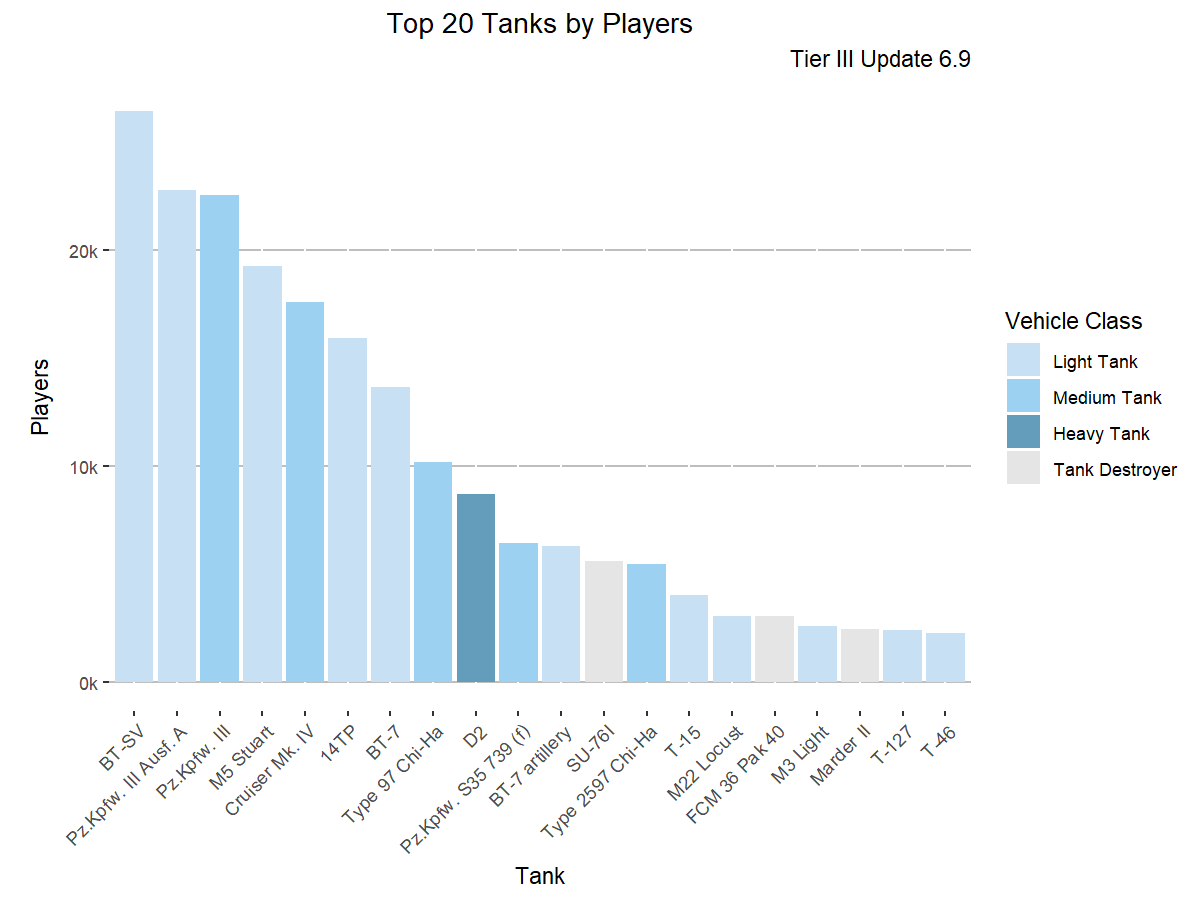 Top 20 Tanks by Players
Tier III Update 6.9
Players
20k
10k
0k
BT-SV
Pz.Kpfw. III Ausf. A
Pz.Kpfw. III
M5 Stuart
Cruiser Mk. IV
14TP
BT-7
Type 97 Chi-Ha
D2
Pz.Kpfw. S35 739 (f)
BT-7 artillery
SU-76I
Type 2597 Chi-Ha
T-15
M22 Locust
FCM 36 Pak 40
M3 Light
Marder II
T-127
T-46
Tank
Vehicle Class
Light Tank
Medium Tank
Heavy Tank
Tank Destroyer